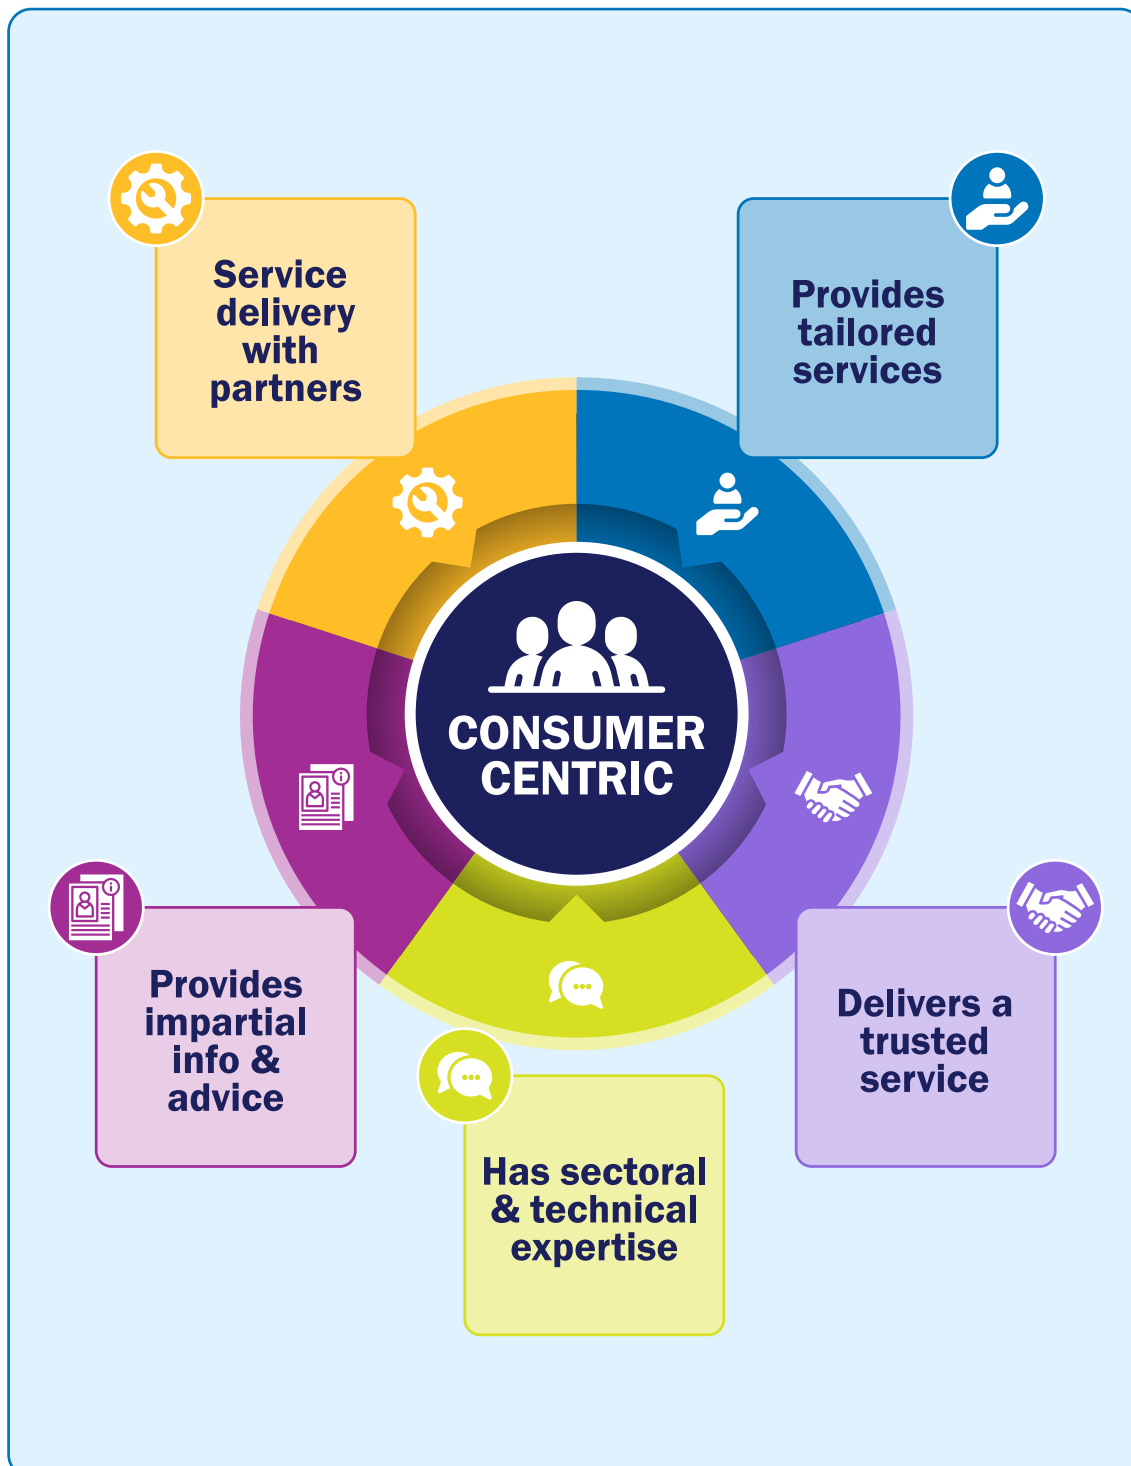 Service
delivery
with
partners
Provides
tailored
services
CONSUMER
CENTRIC
Provides
impartial
info &
advice
Delivers a
trusted
service
Has sectoral
& technical
expertise